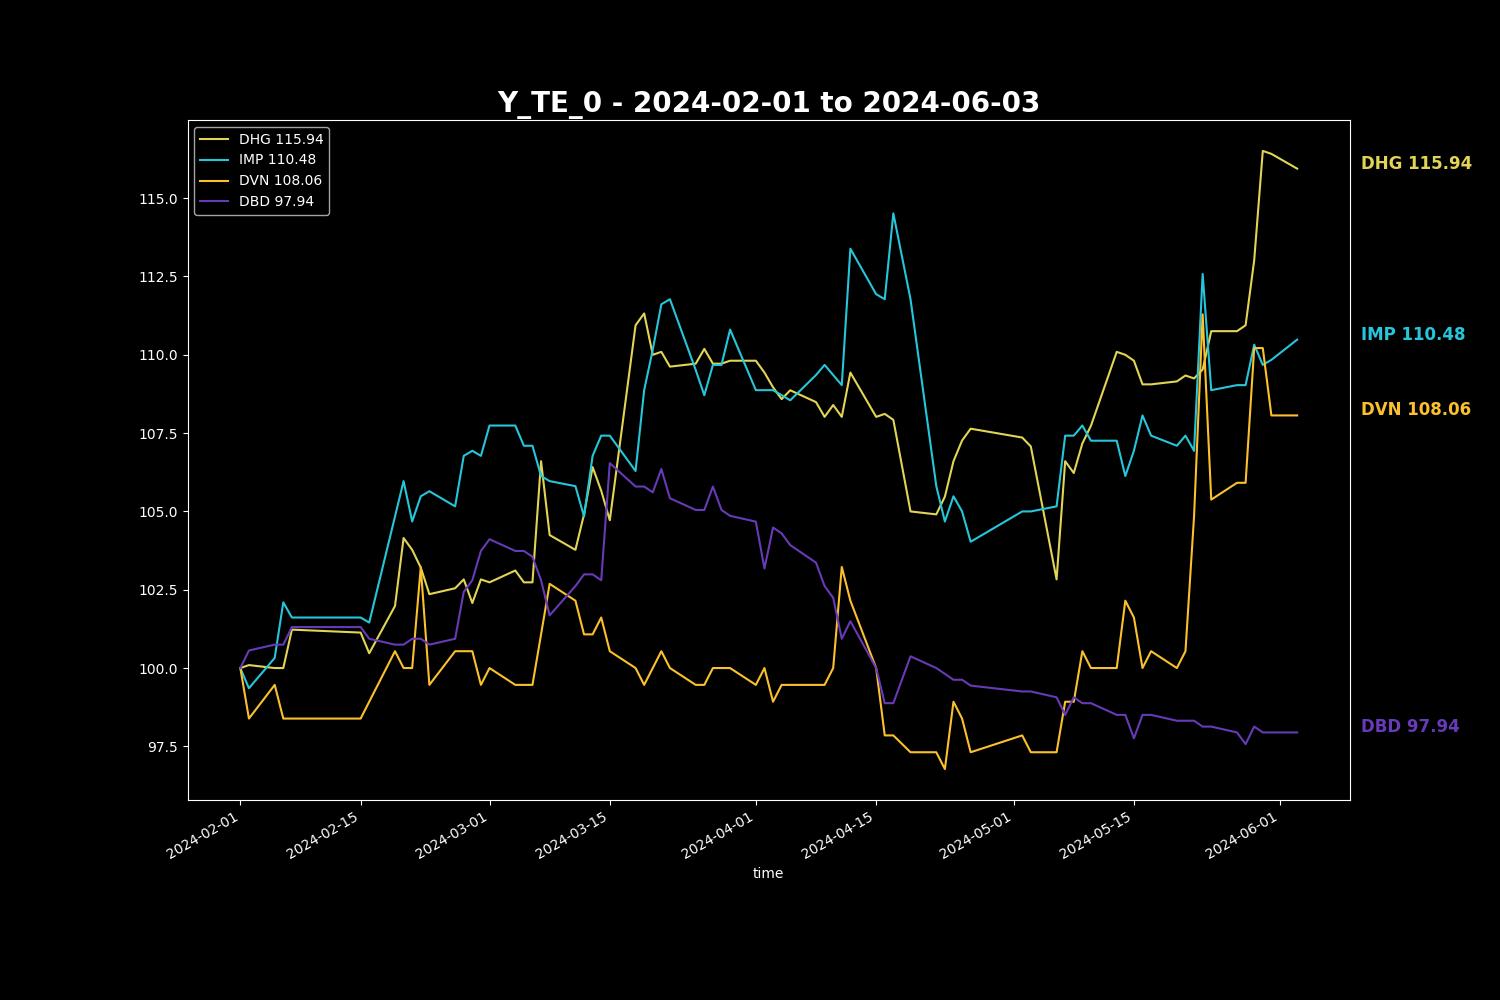 Y_TE_0 - 2024-02-01 to 2024-06-03
DHG 115.94
IMP 110.48
DVN 108.06
DBD 97.94
115.0
112.5
110.0
107.5
105.0
102.5
100.0
97.5
DHG 115.94
IMP 110.48
DVN 108.06
DBD 97.94
2024-02-01
2024-02-15
2024-03-01
2024-03-15
2024-04-01
2024-04-15
2024-05-01
2024-05-15
2024-06-01
time